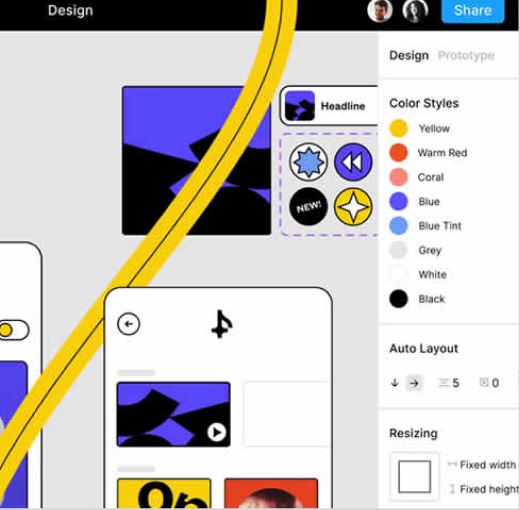 Design
Share
Design Prototype
Headline
Color Styles
Yellow
Warm Red
Coral
Blue
NEW!
Blue Tint
Grey
White
Black
Auto Layout
5 0
Resizing
Fixed width
Fixed height
On